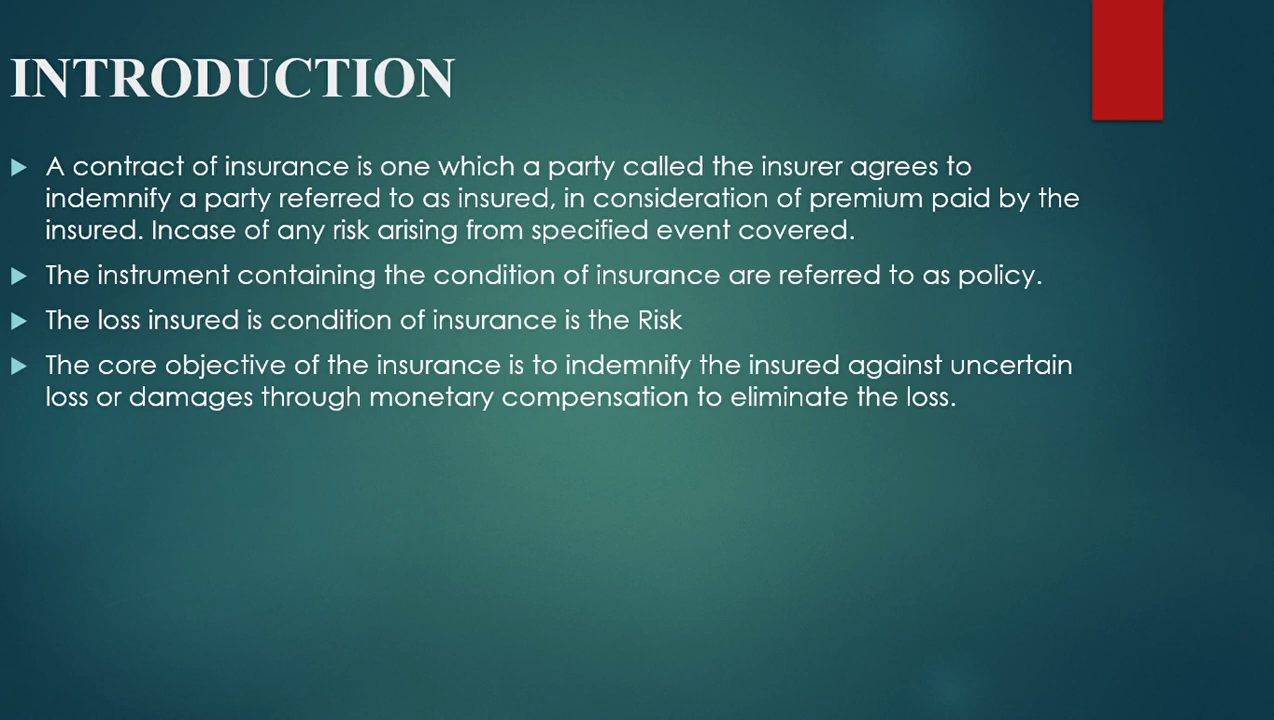 INTRODUCTION
A contract of insurance is one which a party called the insurer agrees to
indemnify a party referred to as insured, in consideration of premium paid by the
insured. Incase of any risk arising from specified event covered.
The instrument containing the condition of insurance are referred to as policy.
The loss insured is condition of insurance is the Risk
The core objective of the insurance is to indemnify the insured against uncertain
loss or damages through monetary compensation to eliminate the loss.